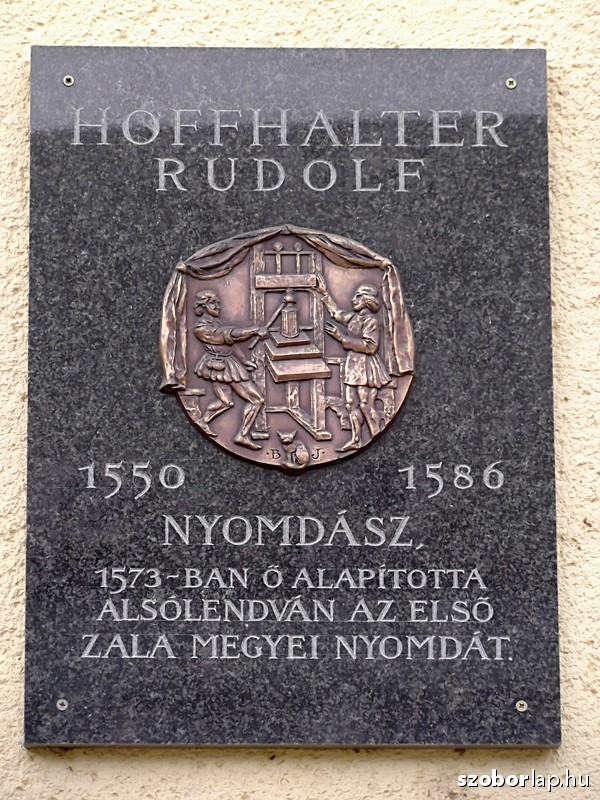 HOFFHALTER
RUDOLF
·B J·
1550 1586
NYOMDÁSZ,
1573-BAN Ő ALAPÍTOTTA
ALSÓLENDVÁN AZ ELSŐ
ZALA MEGYEI NYOMDÁT.
szoborlap.hu